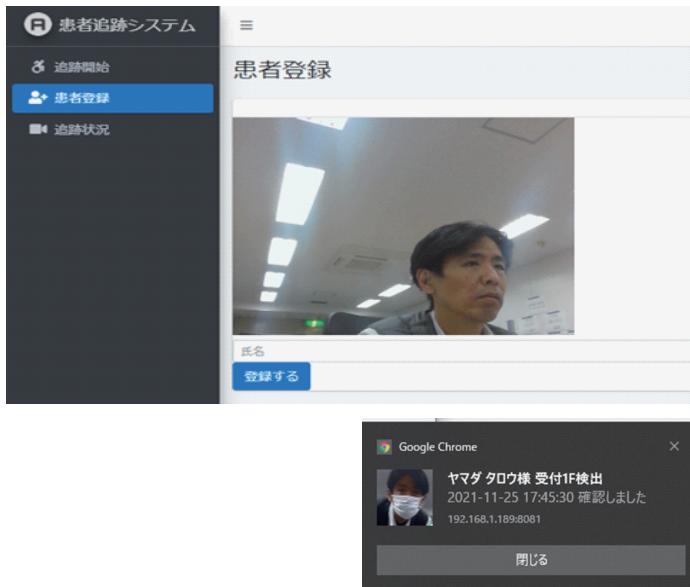 患者追跡システム
追跡開始
患者登録
追跡状況
患者登録
氏名
登録する
Google Chrome
ヤマダ タロウ様 受付1F検出
2021-11-25 17:45:30 確認しました
192.168.1.189:8081
閉じる